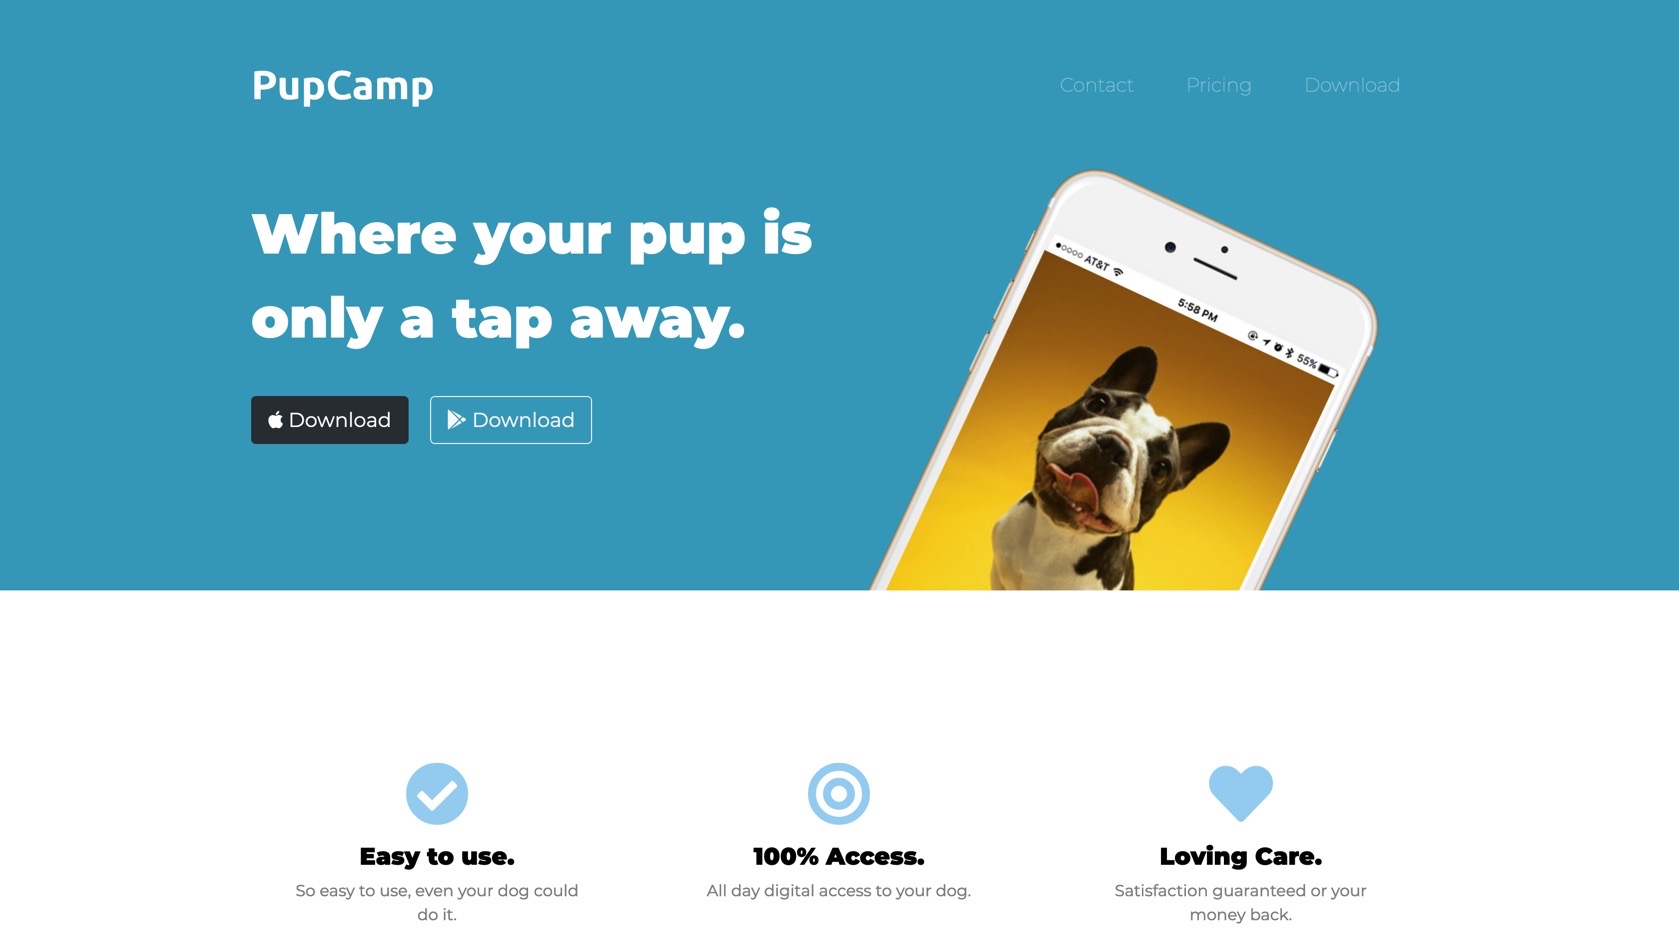 PupCamp
Contact Pricing Download
Where your pup is
only a tap away.
Download Download
AT&T
5:58 PM
55%
Easy to use.
So easy to use, even your dog could
do it.
100% Access.
All day digital access to your dog.
Loving Care.
Satisfaction guaranteed or your
money back.